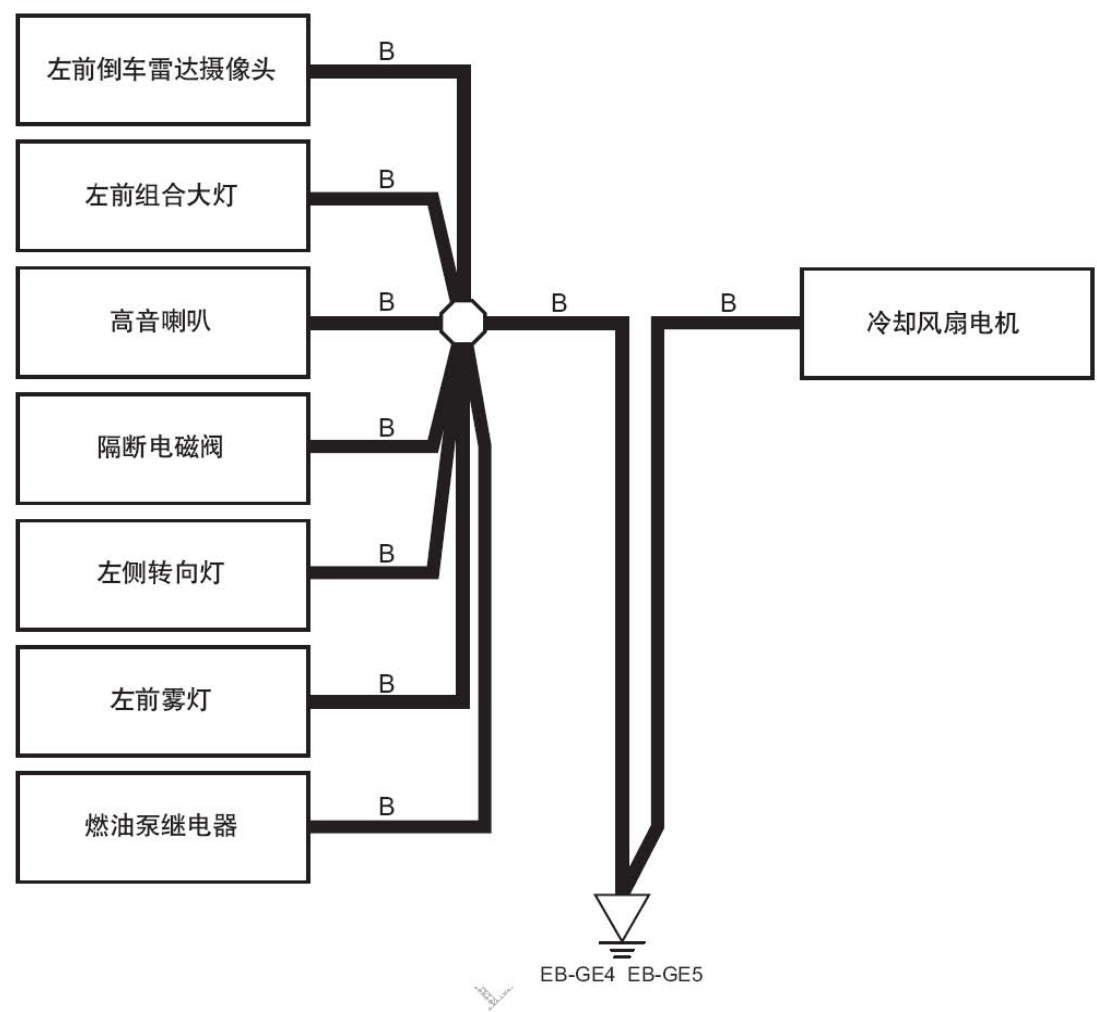 左前倒车雷达摄像头
B
左前组合大灯
B
高音喇叭
B
B
B
冷却风扇电机
隔断电磁阀
B
左侧转向灯
B
左前雾灯
B
燃油泵继电器
B
EB-GE4 EB-GE5